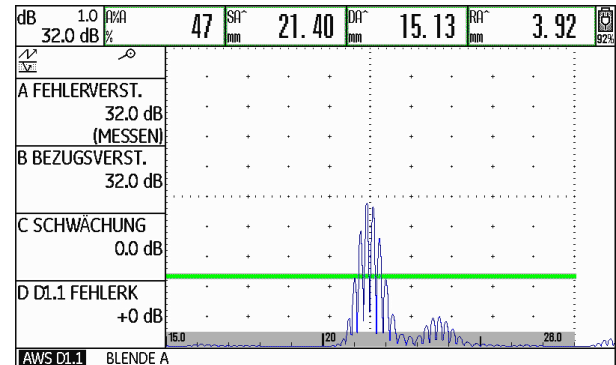 dB 1.0 A%A 47 SA^ 21.40 DA^ 15.13 RA^ 3.92
32.0 dB % mm mm mm 92%
A FEHLERVERST.
32.0 dB
(MESSEN)
B BEZUGSVERST.
32.0 dB
C SCHWÄCHUNG
0.0 dB
D D1.1 FEHLERK
+0 dB
15.0 20 28.0
AWS D1.1 BLENDE A